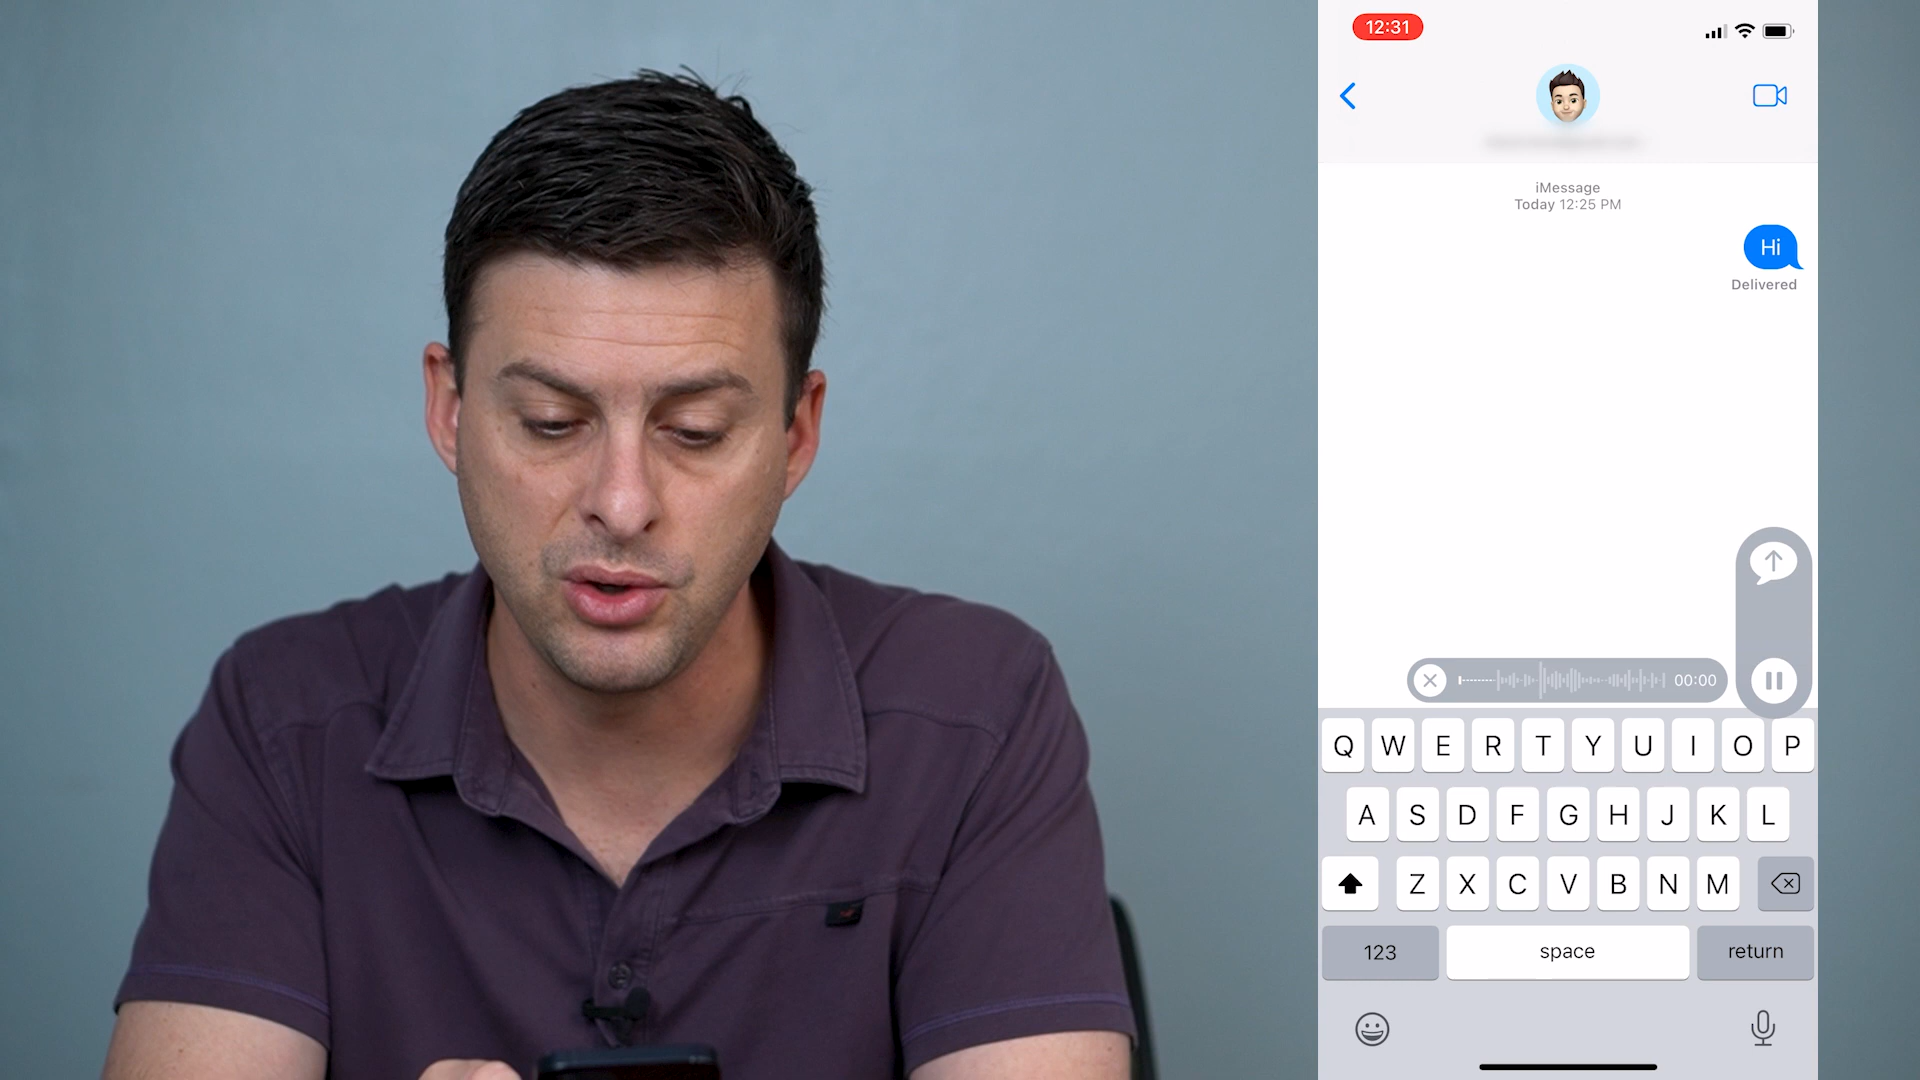 12:31
iMessage
Today 12:25 PM
Hi
Delivered
00:00
Q W E R T Y U I O P
A S D F G H J K L
Z X C V B N M
123 space return